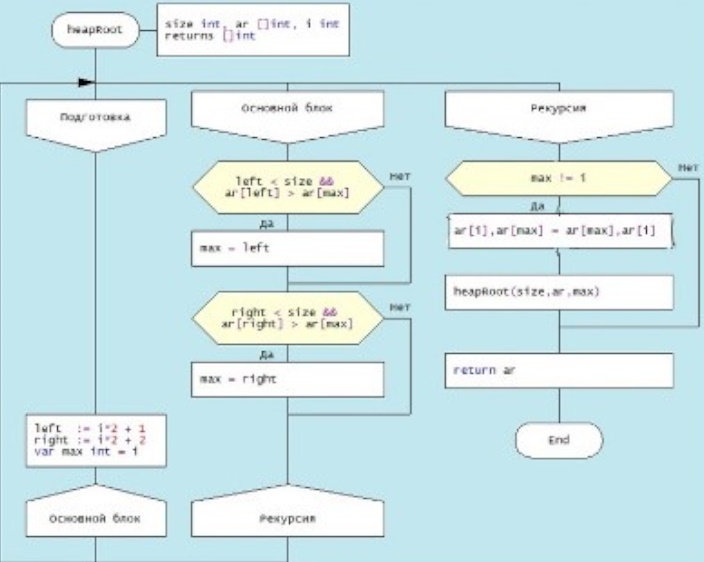 heapRoot
size int, ar []int, i int
returns []int
Подготовка
left := i*2 + 1
right := i*2 + 2
var max int = i
Основной блок
Основной блок
left < size &&
ar[left] > ar[max]
Нет
Да
max = left
right < size &&
ar[right] > ar[max]
Нет
Да
max = right
Рекурсия
Рекурсия
max != i
Нет
Да
ar[i],ar[max] = ar[max],ar[i]
heapRoot(size,ar,max)
return ar
End